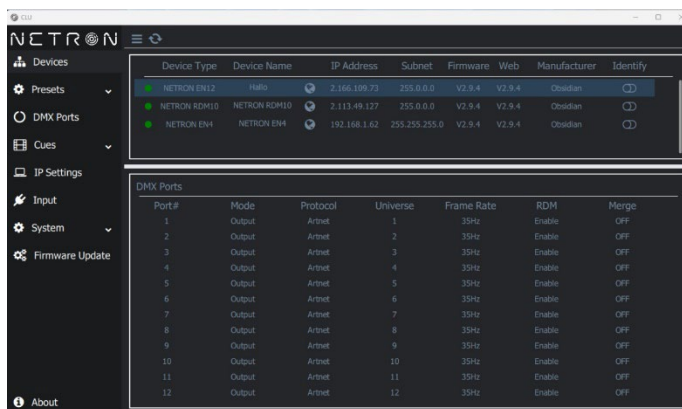 CLU
NETRON
Devices
Presets
DMX Ports
Cues
IP Settings
Input
System
Firmware Update
About
Device Type Device Name IP Address Subnet Firmware Web Manufacturer Identify
NETRON EN12 Hallo 2.166.109.73 255.0.0.0 V2.9.4 V2.9.4 Obsidian
NETRON RDM10 NETRON RDM10 2.113.49.127 255.0.0.0 V2.9.4 V2.9.4 Obsidian
NETRON EN4 NETRON EN4 192.168.1.62 255.255.255.0 V2.9.4 V2.9.4 Obsidian
DMX Ports
Port# Mode Protocol Universe Frame Rate RDM Merge
1 Output Artnet 1 35Hz Enable OFF
2 Output Artnet 2 35Hz Enable OFF
3 Output Artnet 3 35Hz Enable OFF
4 Output Artnet 4 35Hz Enable OFF
5 Output Artnet 5 35Hz Enable OFF
6 Output Artnet 6 35Hz Enable OFF
7 Output Artnet 7 35Hz Enable OFF
8 Output Artnet 8 35Hz Enable OFF
9 Output Artnet 9 35Hz Enable OFF
10 Output Artnet 10 35Hz Enable OFF
11 Output Artnet 11 35Hz Enable OFF
12 Output Artnet 12 35Hz Enable OFF